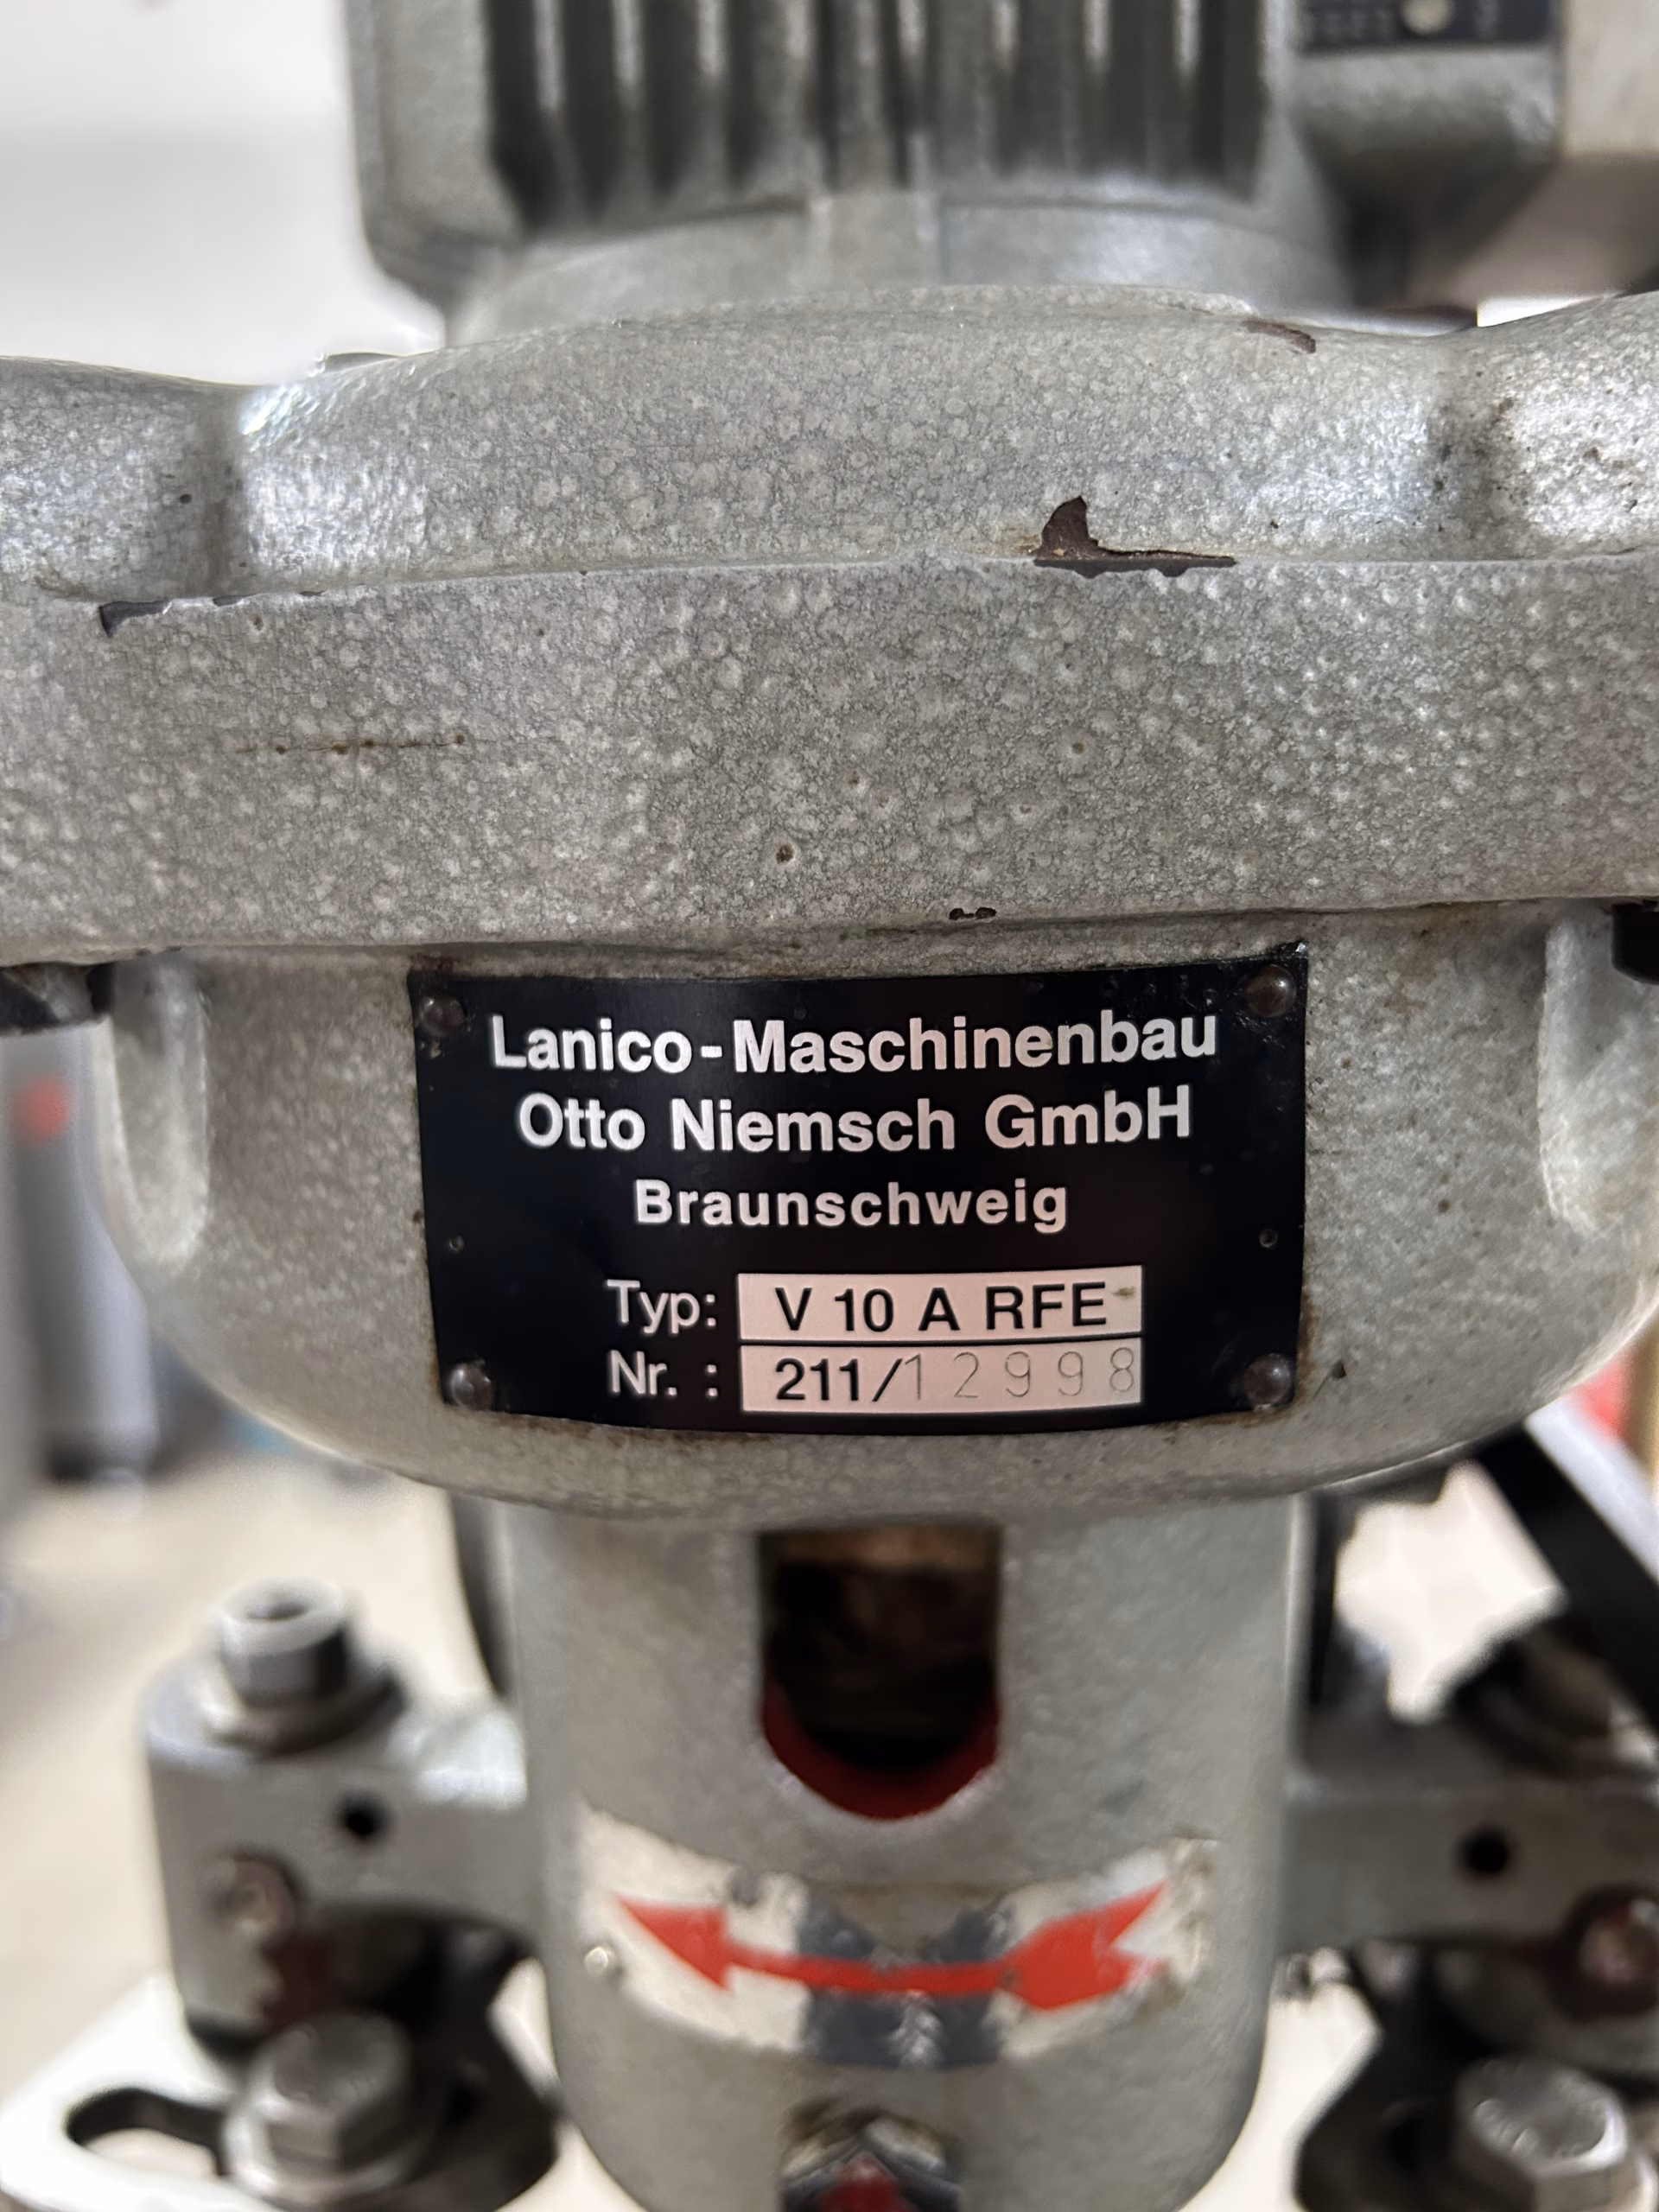 Lanico-Maschinenbau
Otto Niemsch GmbH
Braunschweig
Typ: V 10 A RFE
Nr. : 211/12998